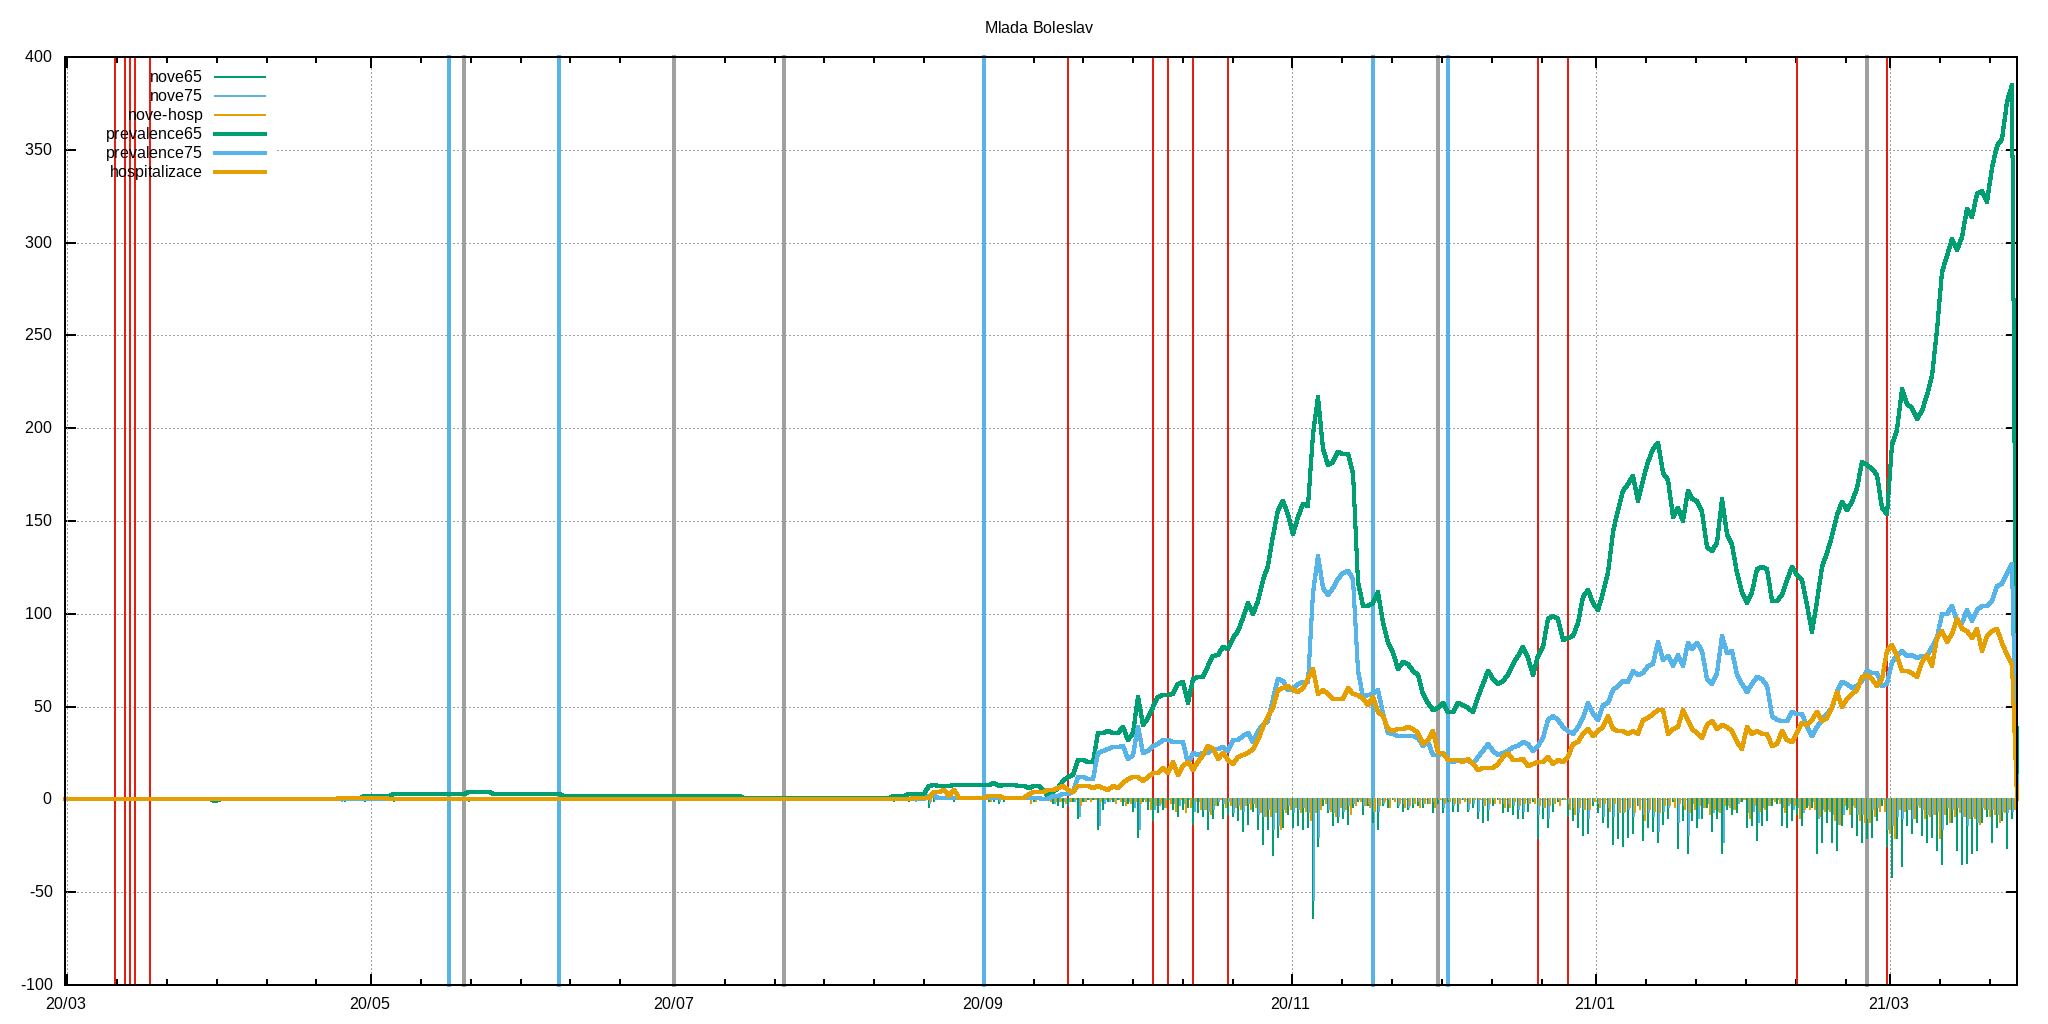 Mlada Boleslav
400
350
300
250
200
150
100
50
0
-50
-100
nove65
nove75
nove-hosp
prevalence65
prevalence75
hospitalizace
20/03 20/05 20/07 20/09 20/11 21/01 21/03